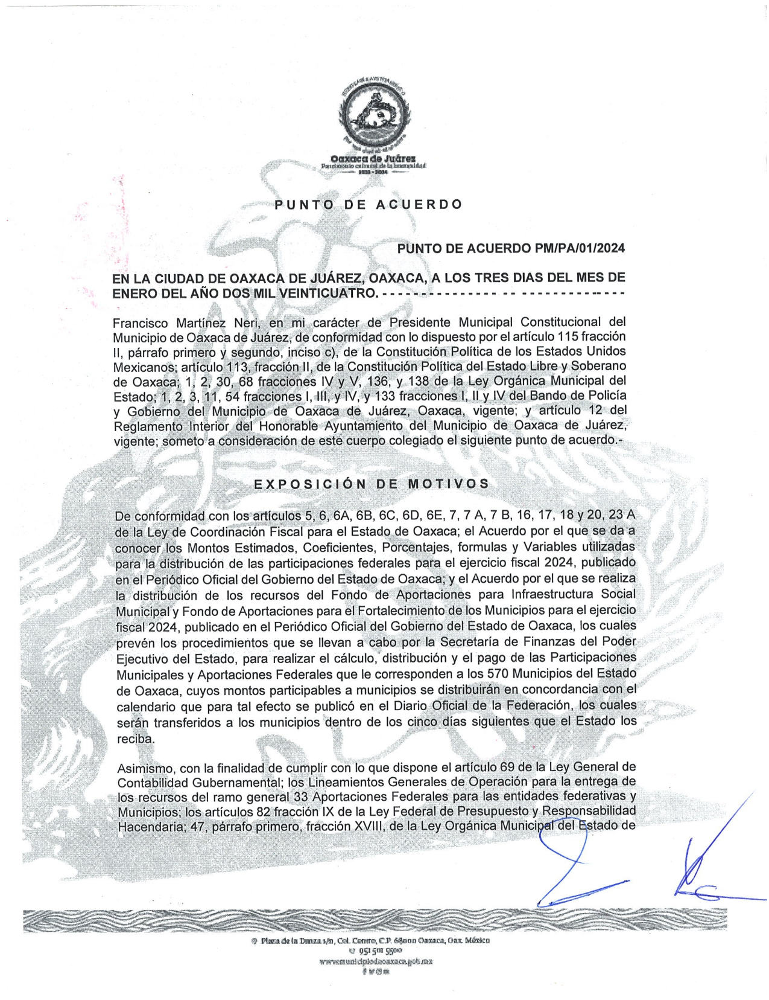 Oaxaca de Juárez
Patrimonio cultural de la humanidad
2022 - 2024
PUNTO DE ACUERDO
PUNTO DE ACUERDO PM/PA/01/2024
EN LA CIUDAD DE OAXACA DE JUÁREZ, OAXACA, A LOS TRES DIAS DEL MES DE
ENERO DEL AÑO DOS MIL VEINTICUATRO. - - - - - - - - - - - - - - - -- - - - - - - - - - - - - - - -
Francisco Martínez Neri, en mi carácter de Presidente Municipal Constitucional del
Municipio de Oaxaca de Juárez, de conformidad con lo dispuesto por el artículo 115 fracción
II, párrafo primero y segundo, inciso c), de la Constitución Política de los Estados Unidos
Mexicanos; artículo 113, fracción II, de la Constitución Política del Estado Libre y Soberano
de Oaxaca; 1, 2, 30, 68 fracciones IV y V, 136, y 138 de la Ley Orgánica Municipal del
Estado; 1, 2, 3, 11, 54 fracciones I, III, y IV, y 133 fracciones I, II y IV del Bando de Policía
y Gobierno del Municipio de Oaxaca de Juárez, Oaxaca, vigente; y artículo 12 del
Reglamento Interior del Honorable Ayuntamiento del Municipio de Oaxaca de Juárez,
vigente; someto a consideración de este cuerpo colegiado el siguiente punto de acuerdo.-
EXPOSICIÓN DE MOTIVOS
De conformidad con los artículos 5, 6, 6A, 6B, 6C, 6D, 6E, 7, 7 A, 7 B, 16, 17, 18 y 20, 23 A
de la Ley de Coordinación Fiscal para el Estado de Oaxaca; el Acuerdo por el que se da a
conocer los Montos Estimados, Coeficientes, Porcentajes, formulas y Variables utilizadas
para la distribución de las participaciones federales para el ejercicio fiscal 2024, publicado
en el Periódico Oficial del Gobierno del Estado de Oaxaca; y el Acuerdo por el que se realiza
la distribución de los recursos del Fondo de Aportaciones para Infraestructura Social
Municipal y Fondo de Aportaciones para el Fortalecimiento de los Municipios para el ejercicio
fiscal 2024, publicado en el Periódico Oficial del Gobierno del Estado de Oaxaca, los cuales
prevén los procedimientos que se llevan a cabo por la Secretaría de Finanzas del Poder
Ejecutivo del Estado, para realizar el cálculo, distribución y el pago de las Participaciones
Municipales y Aportaciones Federales que le corresponden a los 570 Municipios del Estado
de Oaxaca, cuyos montos participables a municipios se distribuirán en concordancia con el
calendario que para tal efecto se publicó en el Diario Oficial de la Federación, los cuales
serán transferidos a los municipios dentro de los cinco días siguientes que el Estado los
reciba.
Asimismo, con la finalidad de cumplir con lo que dispone el artículo 69 de la Ley General de
Contabilidad Gubernamental; los Lineamientos Generales de Operación para la entrega de
los recursos del ramo general 33 Aportaciones Federales para las entidades federativas y
Municipios; los artículos 82 fracción IX de la Ley Federal de Presupuesto y Responsabilidad
Hacendaria; 47, párrafo primero, fracción XVIII, de la Ley Orgánica Municipal del Estado de
Plaza de la Danza s/n, Col. Centro, C.P. 68000 Oaxaca, Oax. México
951 501 5500
www.municipiodeoaxaca.gob.mx